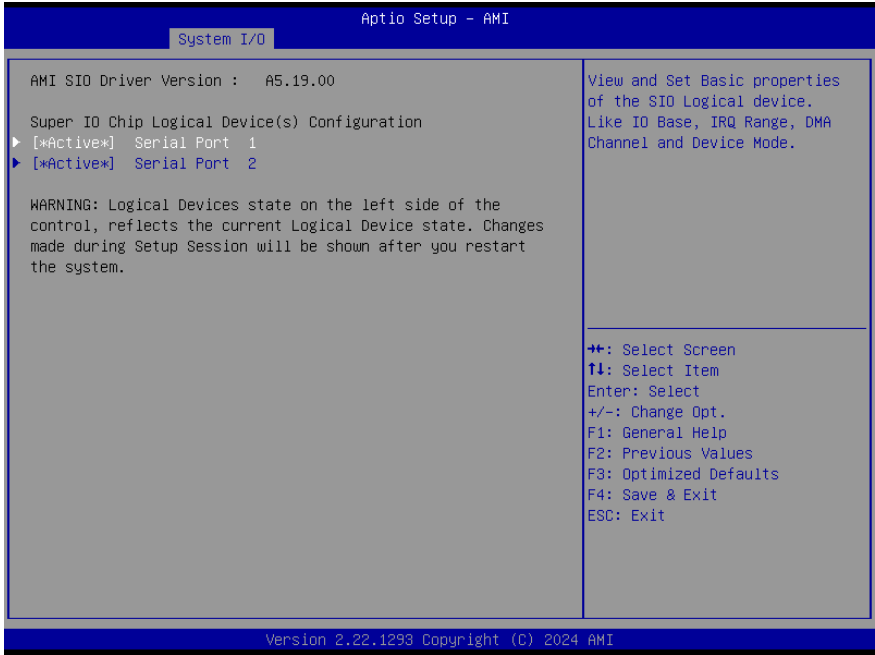 Aptio Setup – AMI
System I/O
AMI SIO Driver Version :   A5.19.00
Super IO Chip Logical Device(s) Configuration
[*Active*]  Serial Port  1
[*Active*]  Serial Port  2
WARNING: Logical Devices state on the left side of the
control, reflects the current Logical Device state. Changes
made during Setup Session will be shown after you restart
the system.
View and Set Basic properties
of the SIO Logical device.
Like IO Base, IRQ Range, DMA
Channel and Device Mode.
→←: Select Screen
↑↓: Select Item
Enter: Select
+/-: Change Opt.
F1: General Help
F2: Previous Values
F3: Optimized Defaults
F4: Save & Exit
ESC: Exit
Version 2.22.1293 Copyright (C) 2024 AMI